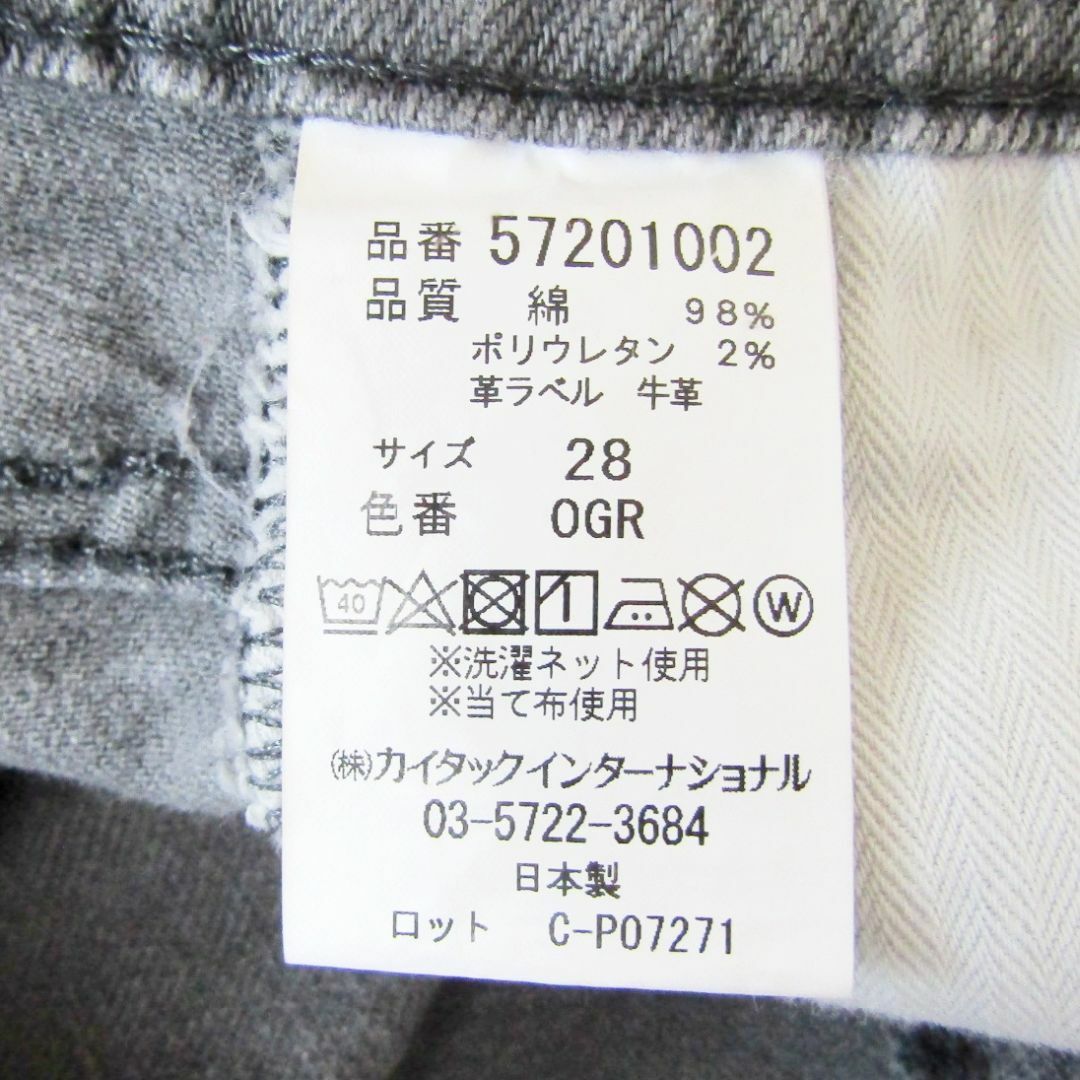 品番 57201002
品質 綿 98%
ポリウレタン 2%
革ラベル 牛革
サイズ 28
色番 OGR
40 1 W
※洗濯ネット使用
※当て布使用
(株)カイタックインターナショナル
03-5722-3684
日本製
ロット C-P07271